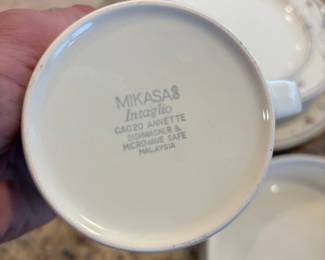 MIKASA
Intaglio
CAC20 ANNETTE
DISHWASHER &
MICROWAVE SAFE
MALAYSIA